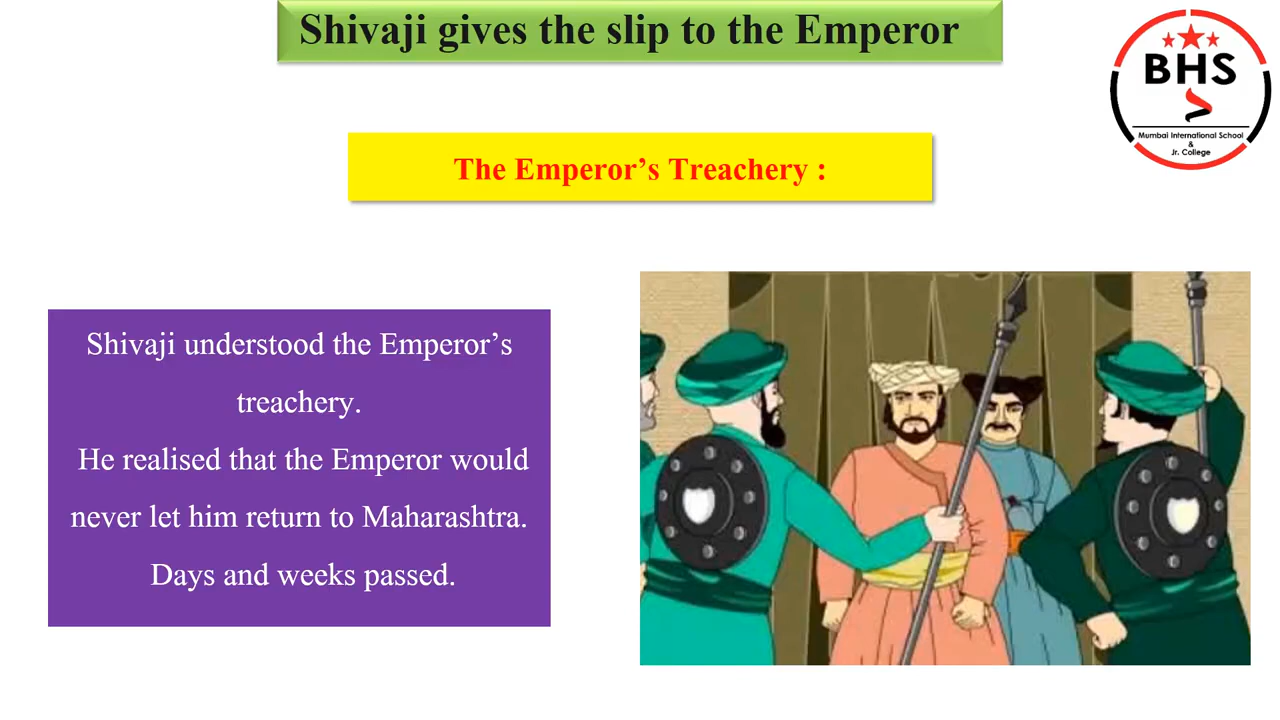 Shivaji gives the slip to the Emperor
BHS
Mumbai International School
&
Jr. College
The Emperor’s Treachery :
Shivaji understood the Emperor’s
treachery.
He realised that the Emperor would
never let him return to Maharashtra.
Days and weeks passed.